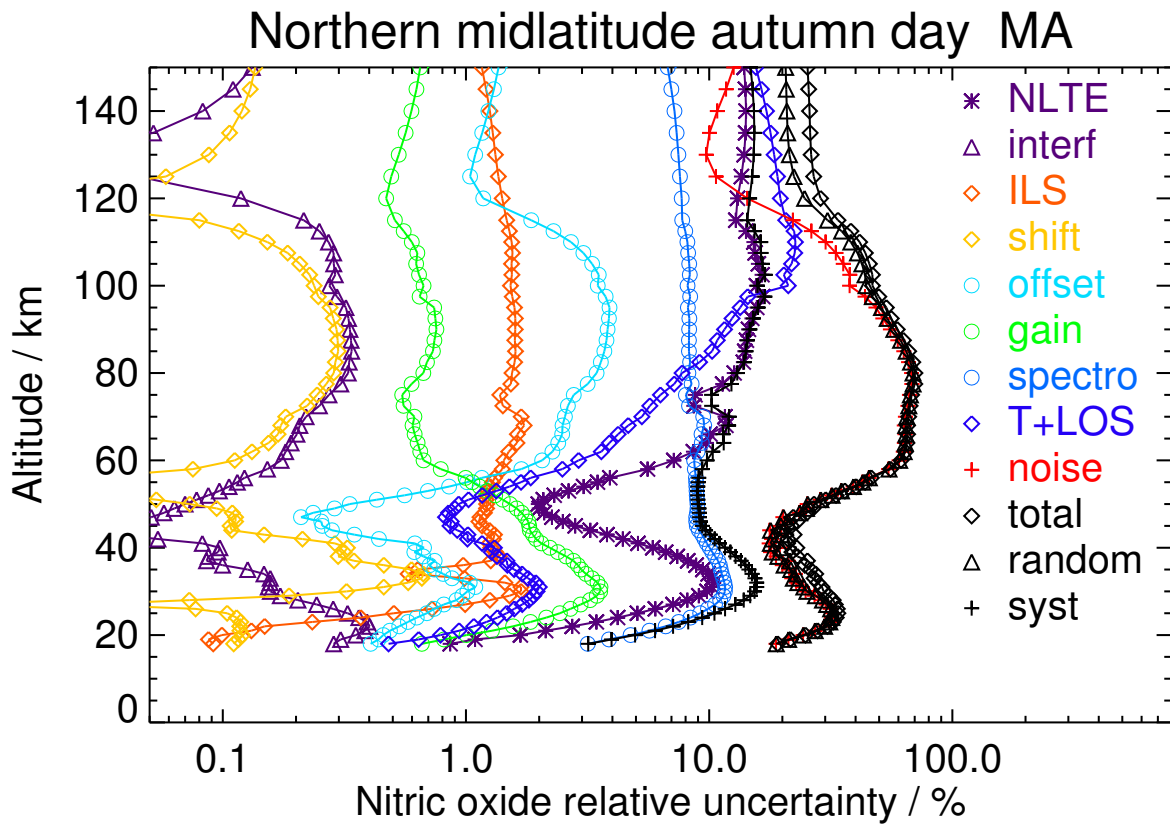 Northern midlatitude autumn day  MA
Altitude / km
140
120
100
80
60
40
20
0
NLTE
interf
ILS
shift
offset
gain
spectro
T+LOS
noise
total
random
syst
0.1
1.0
10.0
100.0
Nitric oxide relative uncertainty / %